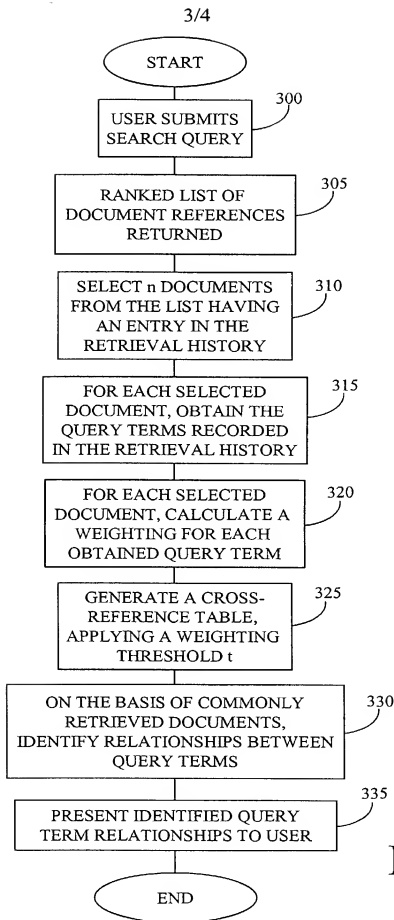 3/4
START
USER SUBMITS
SEARCH QUERY
300
RANKED LIST OF
DOCUMENT REFERENCES
RETURNED
305
SELECT n DOCUMENTS
FROM THE LIST HAVING
AN ENTRY IN THE
RETRIEVAL HISTORY
310
FOR EACH SELECTED
DOCUMENT, OBTAIN THE
QUERY TERMS RECORDED
IN THE RETRIEVAL HISTORY
315
FOR EACH SELECTED
DOCUMENT, CALCULATE A
WEIGHTING FOR EACH
OBTAINED QUERY TERM
320
GENERATE A CROSS-
REFERENCE TABLE,
APPLYING A WEIGHTING
THRESHOLD t
325
ON THE BASIS OF COMMONLY
RETRIEVED DOCUMENTS,
IDENTIFY RELATIONSHIPS BETWEEN
QUERY TERMS
330
PRESENT IDENTIFIED QUERY
TERM RELATIONSHIPS TO USER
335
END